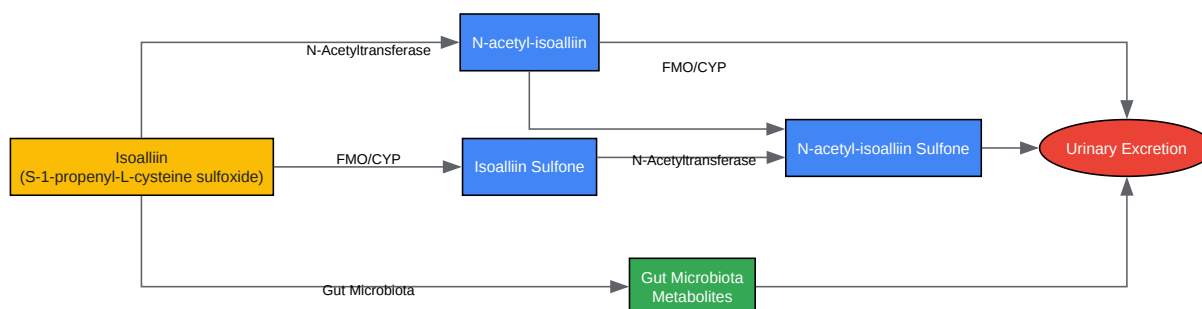 N-acetyl-isoalliin
N-Acetyltransferase
FMO/CYP
Isoalliin
(S-1-propenyl-L-cysteine sulfoxide)
FMO/CYP
Isoalliin Sulfone
N-Acetyltransferase
N-acetyl-isoalliin Sulfone
Urinary Excretion
Gut Microbiota
Gut Microbiota
Metabolites